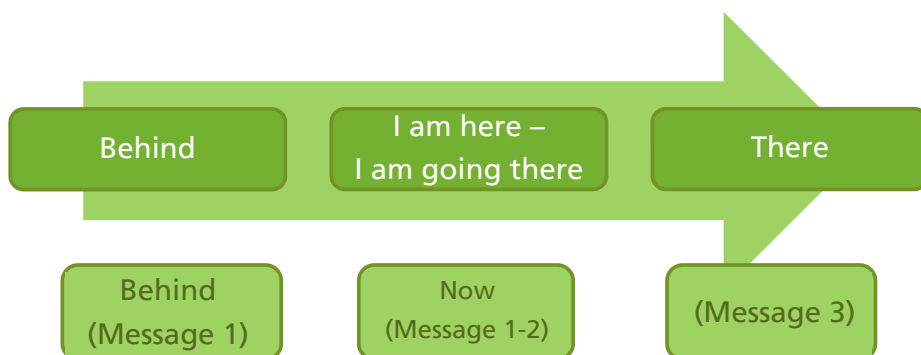 Behind
I am here –
I am going there
There
Behind
(Message 1)
Now
(Message 1-2)
(Message 3)